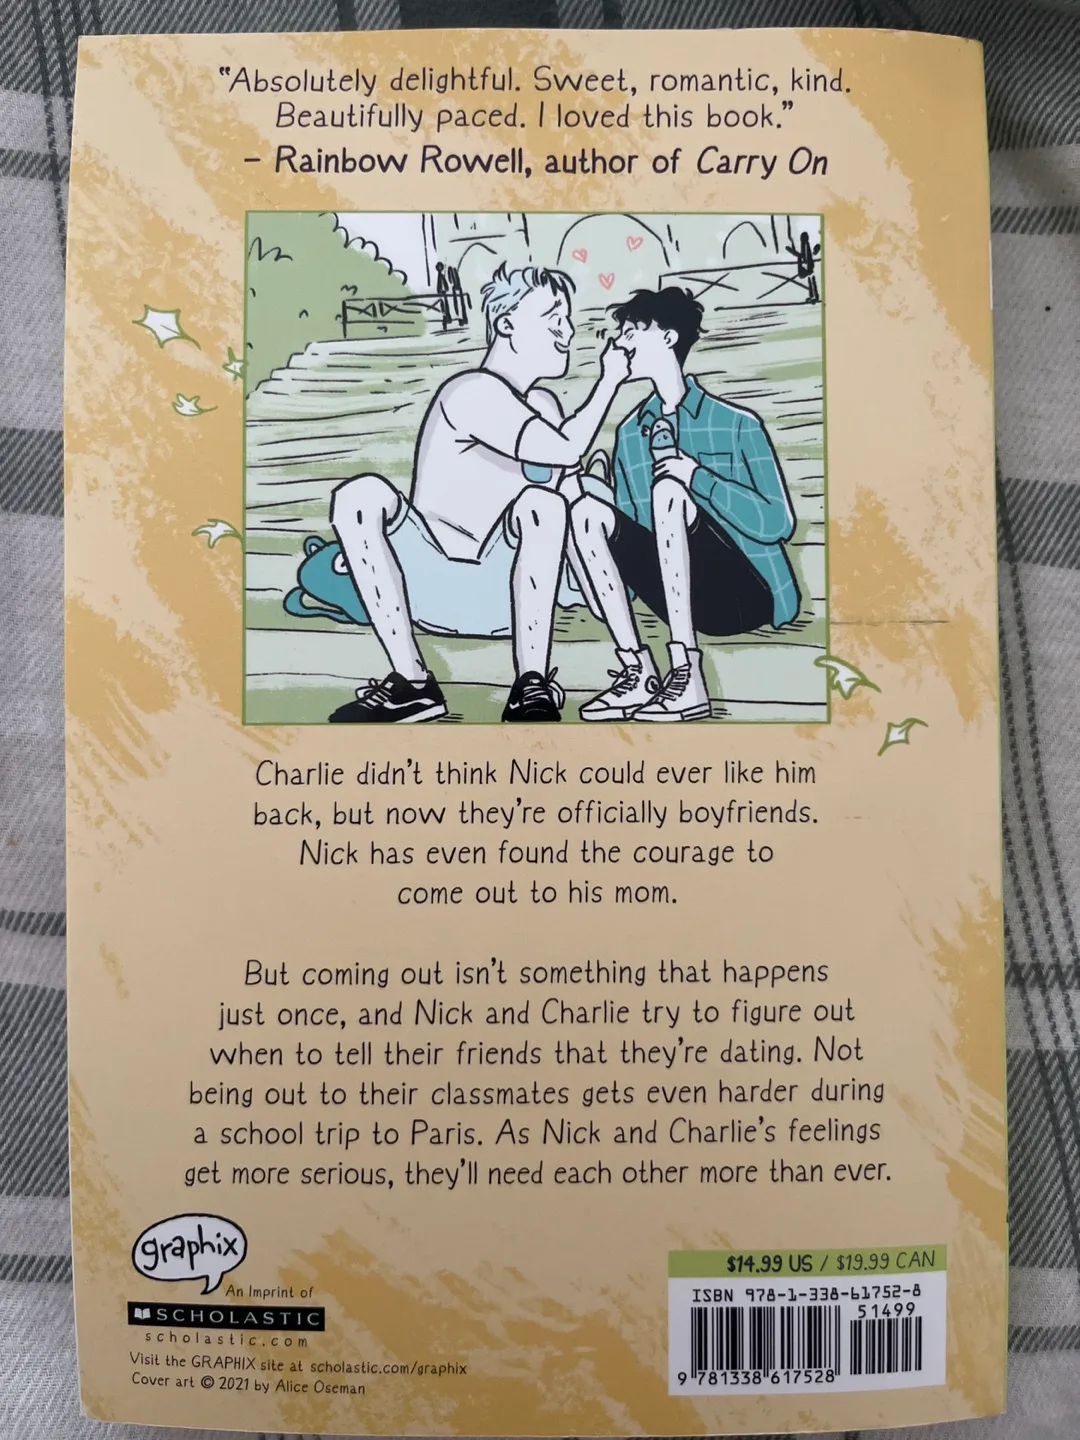 “Absolutely delightful. Sweet, romantic, kind.
Beautifully paced. I loved this book.”
– Rainbow Rowell, author of Carry On
Charlie didn't think Nick could ever like him
back, but now they're officially boyfriends.
Nick has even found the courage to
come out to his mom.
But coming out isn't something that happens
just once, and Nick and Charlie try to figure out
when to tell their friends that they're dating. Not
being out to their classmates gets even harder during
a school trip to Paris. As Nick and Charlie's feelings
get more serious, they'll need each other more than ever.
graphix
An Imprint of
SCHOLASTIC
scholastic.com
Visit the GRAPHIX site at scholastic.com/graphix
Cover art © 2021 by Alice Oseman
$14.99 US / $19.99 CAN
ISBN 978-1-338-61752-8
51499
9 781338 617528